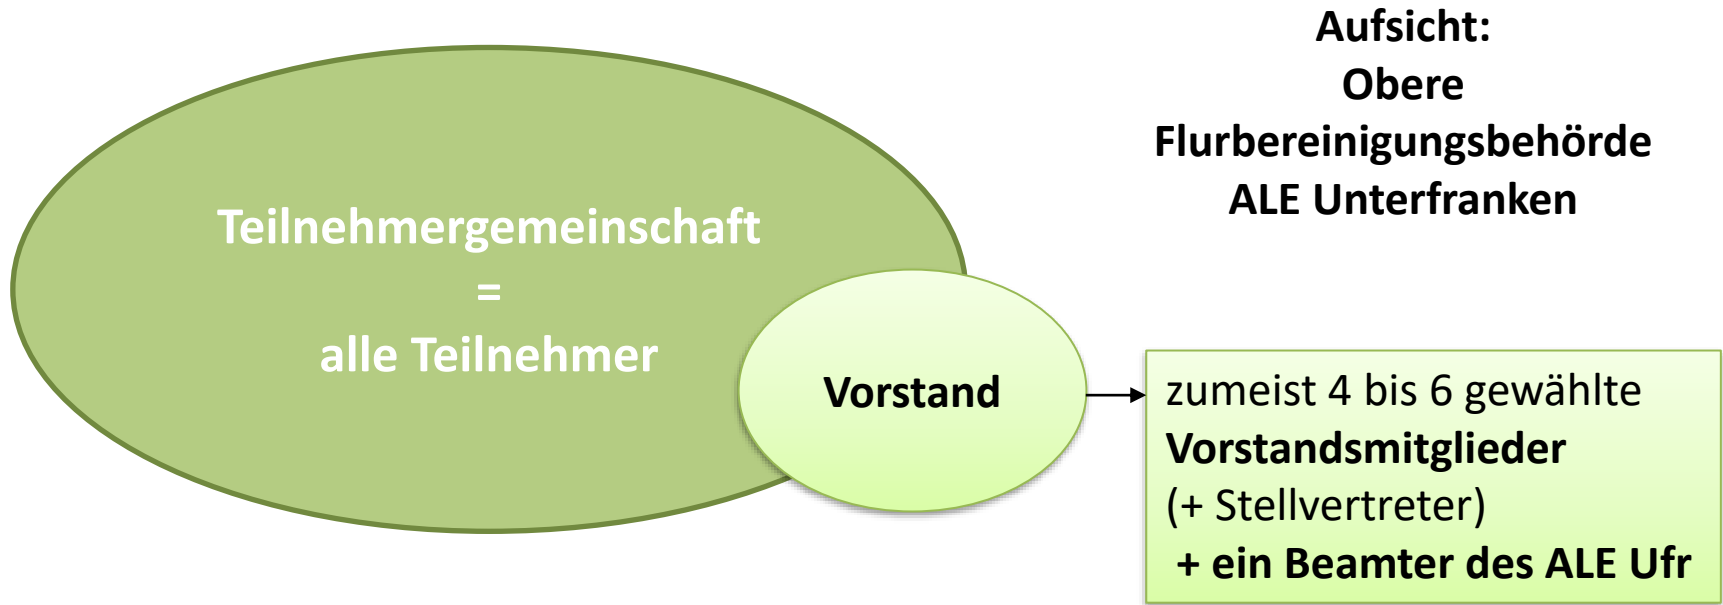 Aufsicht:
Obere
Flurbereinigungsbehörde
ALE Unterfranken
Teilnehmergemeinschaft
=
alle Teilnehmer
Vorstand
zumeist 4 bis 6 gewählte
Vorstandsmitglieder
(+ Stellvertreter)
+ ein Beamter des ALE Ufr